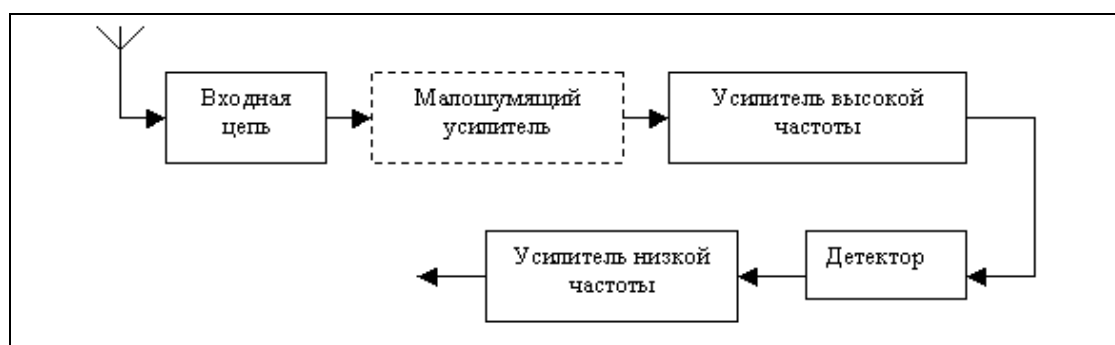 Входная
цепь
Малошумящий
усилитель
Усилитель высокой
частоты
Усилитель низкой
частоты
Детектор